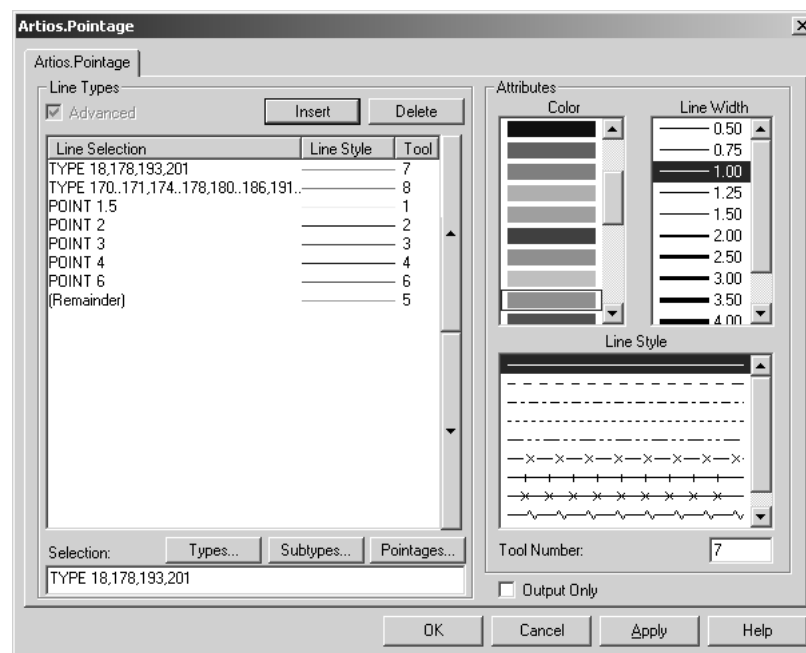 Artios.Pointage
Artios.Pointage
Line Types
Advanced
Insert
Delete
Line Selection Line Style Tool
TYPE 18,178,193,201 7
TYPE 170..171,174..178,180..186,191.. 8
POINT 1.5 1
POINT 2 2
POINT 3 3
POINT 4 4
POINT 6 6
(Remainder) 5
Selection:
Types...
Subtypes...
Pointages...
TYPE 18,178,193,201
Attributes
Color
Line Width
0.50
0.75
1.00
1.25
1.50
2.00
2.50
3.00
3.50
4.00
Line Style
Tool Number: 7
Output Only
OK
Cancel
Apply
Help